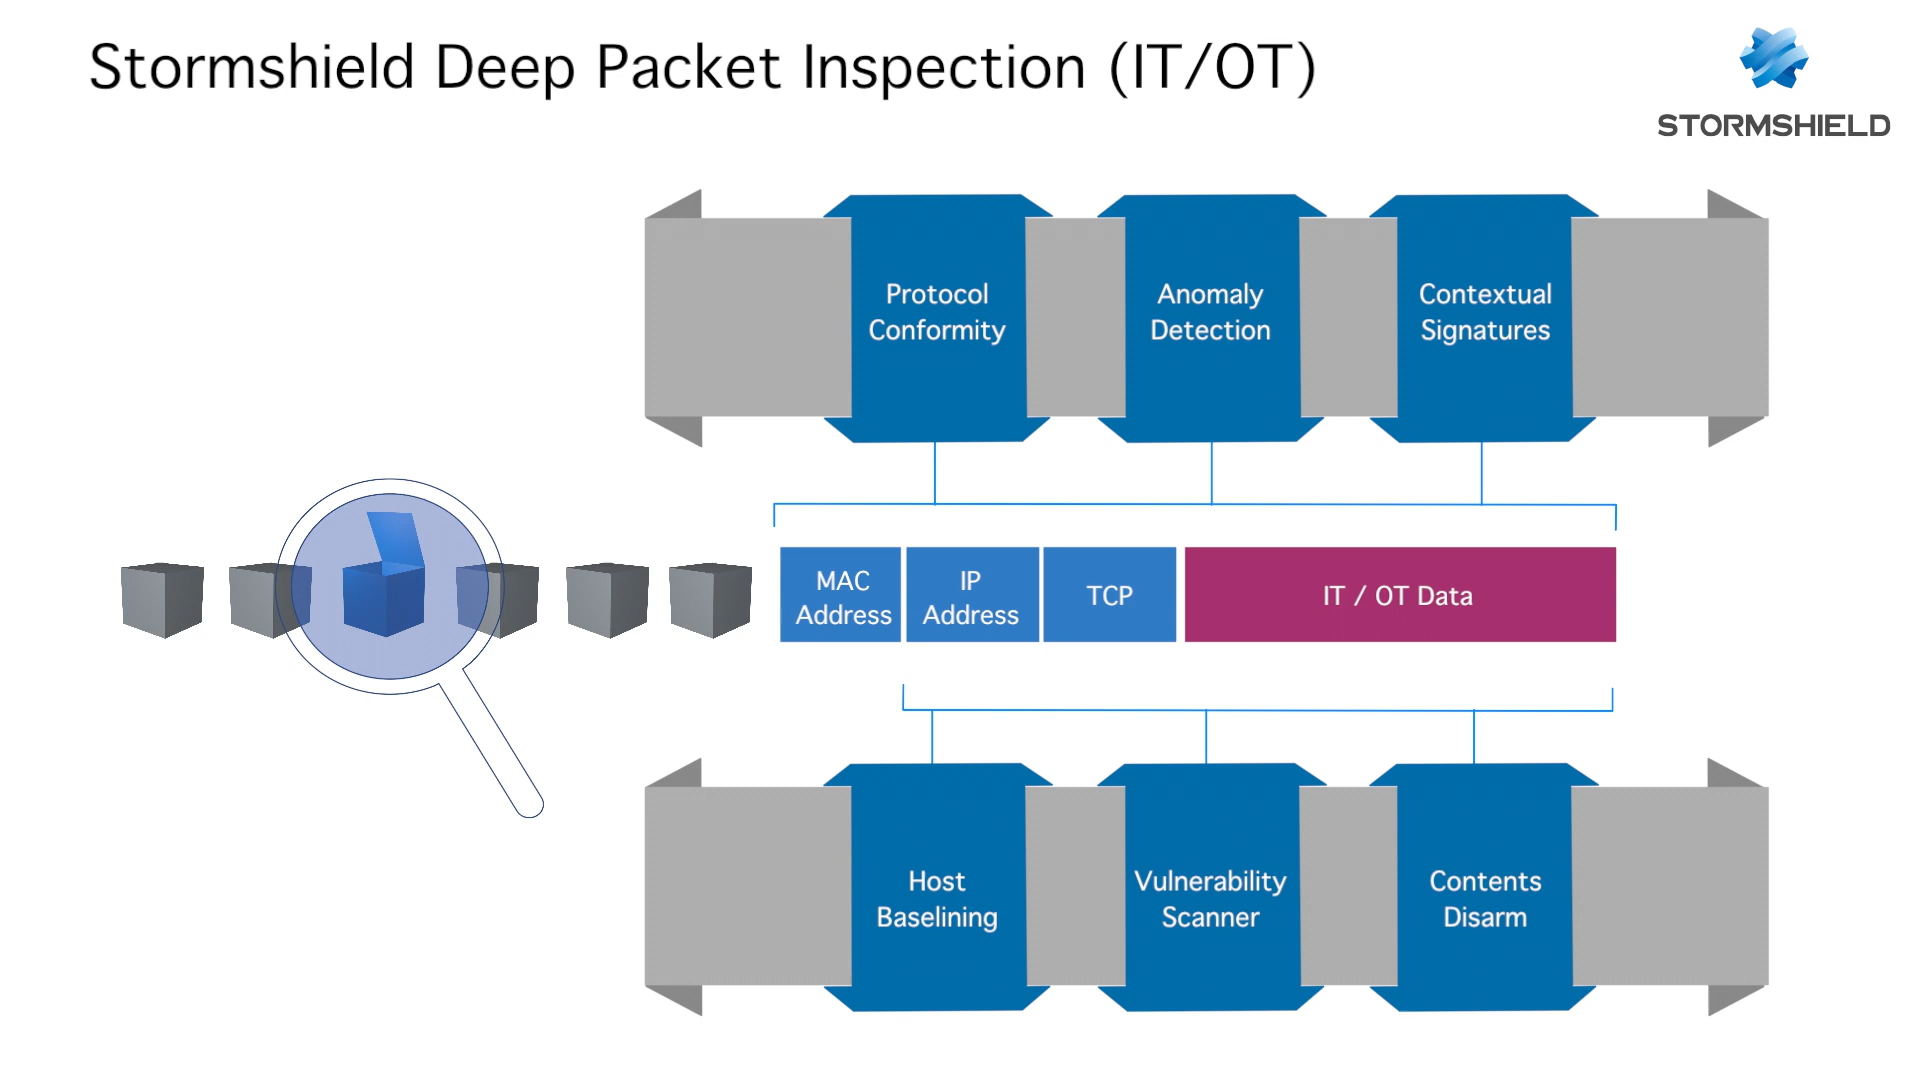 Stormshield Deep Packet Inspection (IT/OT)
STORMSHIELD
Protocol
Conformity
Anomaly
Detection
Contextual
Signatures
MAC
Address
IP
Address
TCP
IT / OT Data
Host
Baselining
Vulnerability
Scanner
Contents
Disarm